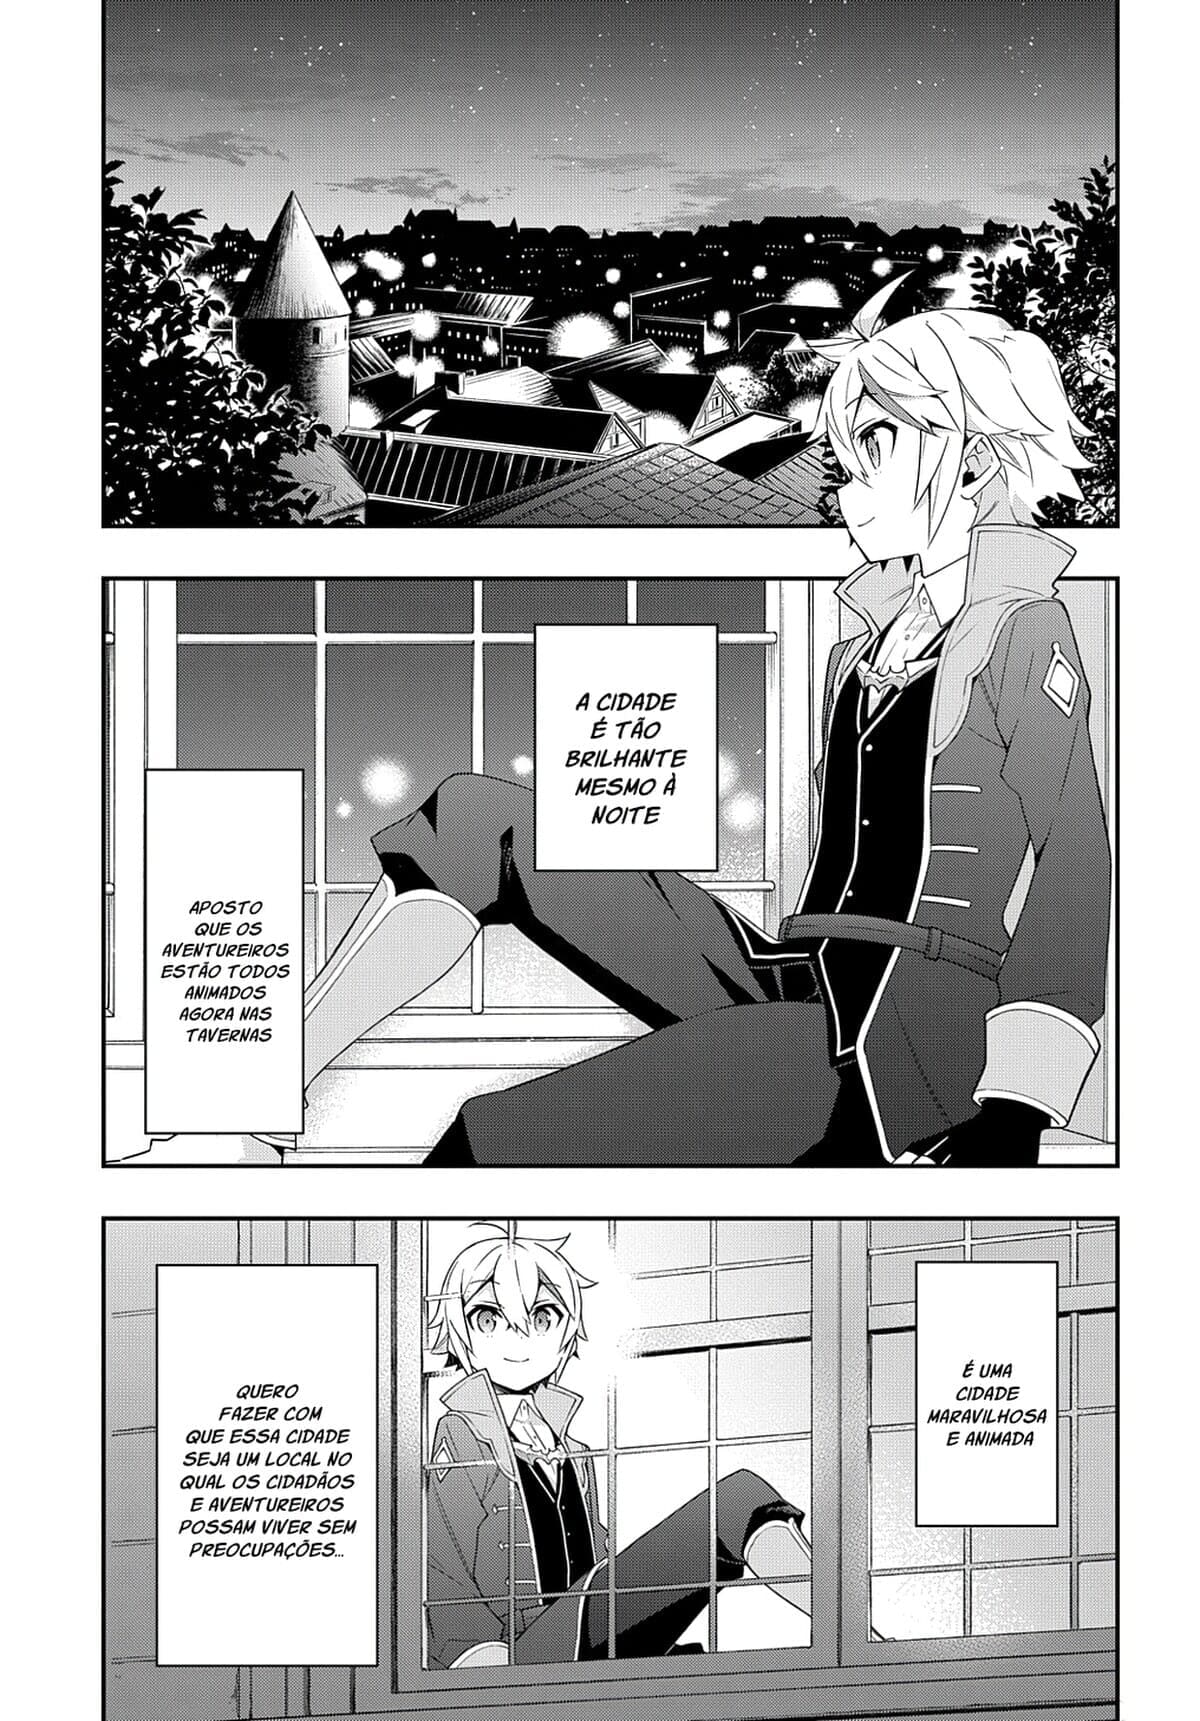 A CIDADE
É TÃO
BRILHANTE
MESMO À
NOITE
APOSTO
QUE OS
AVENTUREIROS
ESTÃO TODOS
ANIMADOS
AGORA NAS
TAVERNAS
É UMA
CIDADE
MARAVILHOSA
E ANIMADA
QUERO
FAZER COM
QUE ESSA CIDADE
SEJA UM LOCAL NO
QUAL OS CIDADÃOS
E AVENTUREIROS
POSSAM VIVER SEM
PREOCUPAÇÕES...